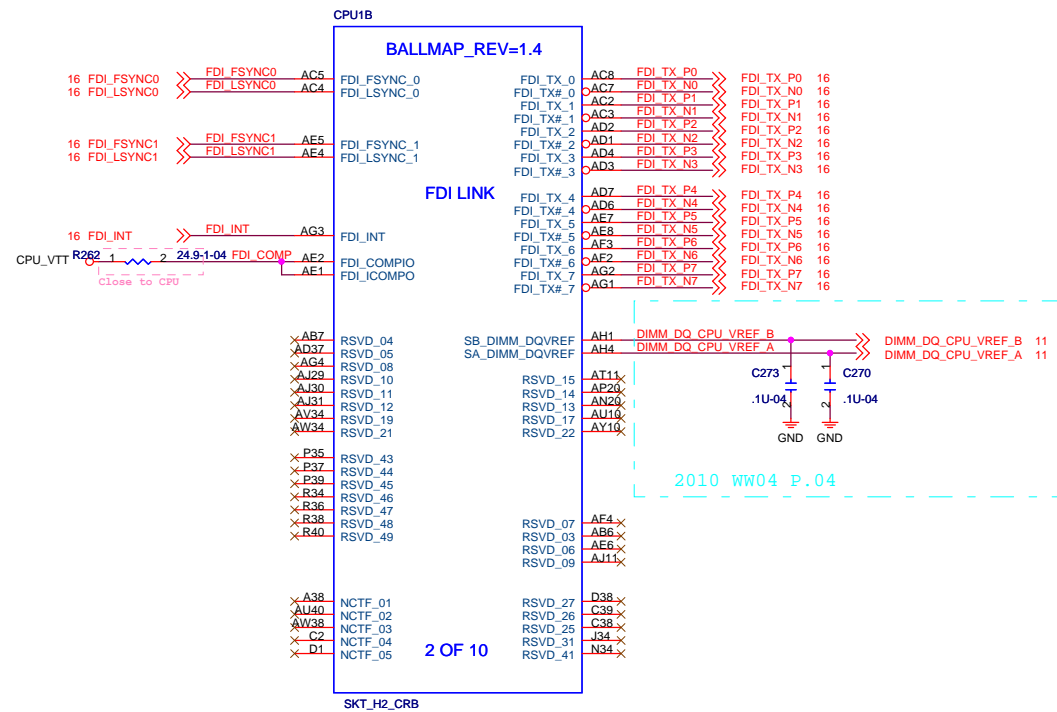 CPU1B
BALLMAP_REV=1.4
16 FDI_FSYNC0 FDI_FSYNC0 AC5 FDI_FSYNC_0 FDI_TX_0 AC8 FDI_TX_P0 FDI_TX_P0 16
16 FDI_LSYNC0 FDI_LSYNC0 AC4 FDI_LSYNC_0 FDI_TX#_0 AC7 FDI_TX_N0 FDI_TX_N0 16
FDI_TX_1 AC2 FDI_TX_P1 FDI_TX_P1 16
FDI_TX#_1 AC3 FDI_TX_N1 FDI_TX_N1 16
FDI_TX_2 AD2 FDI_TX_P2 FDI_TX_P2 16
16 FDI_FSYNC1 FDI_FSYNC1 AE5 FDI_FSYNC_1 FDI_TX#_2 AD1 FDI_TX_N2 FDI_TX_N2 16
16 FDI_LSYNC1 FDI_LSYNC1 AE4 FDI_LSYNC_1 FDI_TX_3 AD4 FDI_TX_P3 FDI_TX_P3 16
FDI_TX#_3 AD3 FDI_TX_N3 FDI_TX_N3 16
FDI LINK
FDI_TX_4 AD7 FDI_TX_P4 FDI_TX_P4 16
FDI_TX#_4 AD6 FDI_TX_N4 FDI_TX_N4 16
FDI_TX_5 AE7 FDI_TX_P5 FDI_TX_P5 16
16 FDI_INT FDI_INT AG3 FDI_INT FDI_TX#_5 AE8 FDI_TX_N5 FDI_TX_N5 16
FDI_TX_6 AF3 FDI_TX_P6 FDI_TX_P6 16
CPU_VTT R262 1 2 24.9-1-04 FDI_COMP AE2 FDI_COMPIO FDI_TX#_6 AF2 FDI_TX_N6 FDI_TX_N6 16
AE1 FDI_ICOMPO FDI_TX_7 AG2 FDI_TX_P7 FDI_TX_P7 16
Close to CPU
FDI_TX#_7 AG1 FDI_TX_N7 FDI_TX_N7 16
AB7 RSVD_04 SB_DIMM_DQVREF AH1 DIMM_DQ_CPU_VREF_B DIMM_DQ_CPU_VREF_B 11
AD37 RSVD_05 SA_DIMM_DQVREF AH4 DIMM_DQ_CPU_VREF_A DIMM_DQ_CPU_VREF_A 11
AG4 RSVD_08
AJ29 RSVD_10 RSVD_15 AT11
AJ30 RSVD_11 RSVD_14 AP20
AJ31 RSVD_12 RSVD_13 AN20
AV34 RSVD_19 RSVD_17 AU10
AW34 RSVD_21 RSVD_22 AY10
C273 1 2 .1U-04 GND
C270 1 2 .1U-04 GND
P35 RSVD_43
P37 RSVD_44
P39 RSVD_45
R34 RSVD_46
R36 RSVD_47
R38 RSVD_48
R40 RSVD_49
2010 WW04 P.04
RSVD_07 AF4
RSVD_03 AB6
RSVD_06 AE6
RSVD_09 AJ11
A38 NCTF_01 RSVD_27 D38
AU40 NCTF_02 RSVD_26 C39
AW38 NCTF_03 RSVD_25 C38
C2 NCTF_04 RSVD_31 J34
D1 NCTF_05 RSVD_41 N34
2 OF 10
SKT_H2_CRB